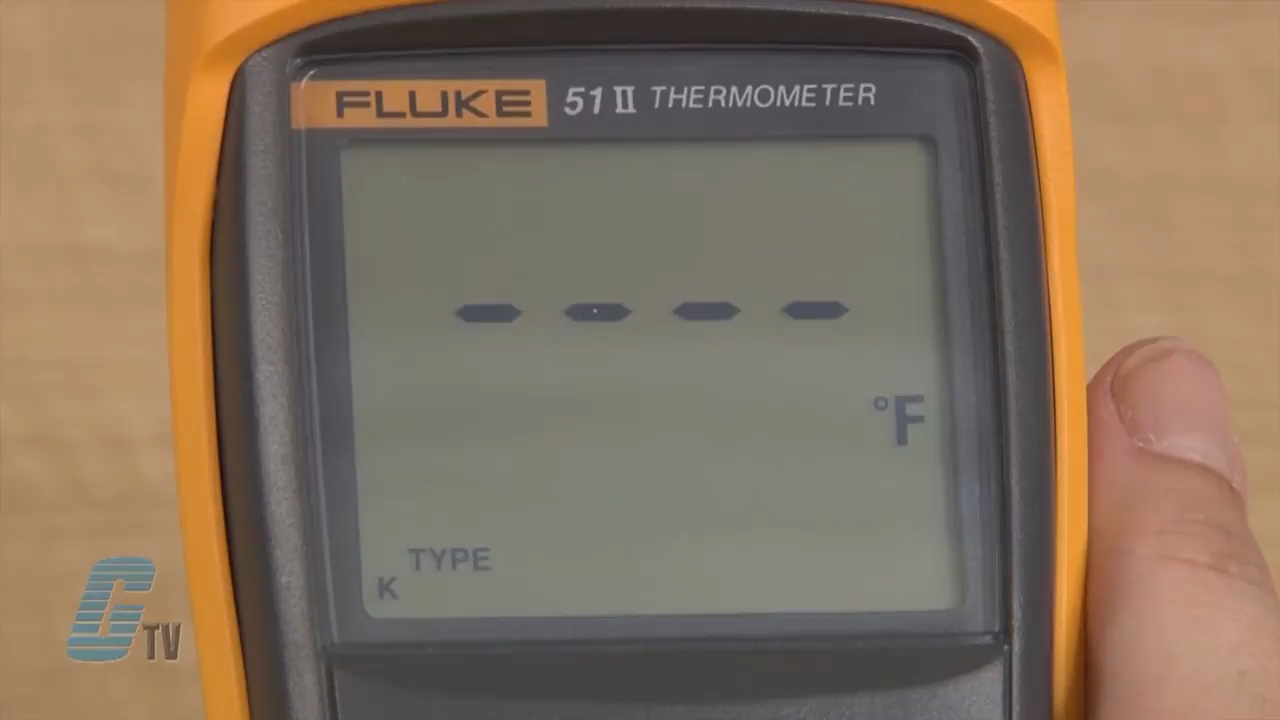 FLUKE 51 II THERMOMETER
- - - -
°F
TYPE
K
C TV